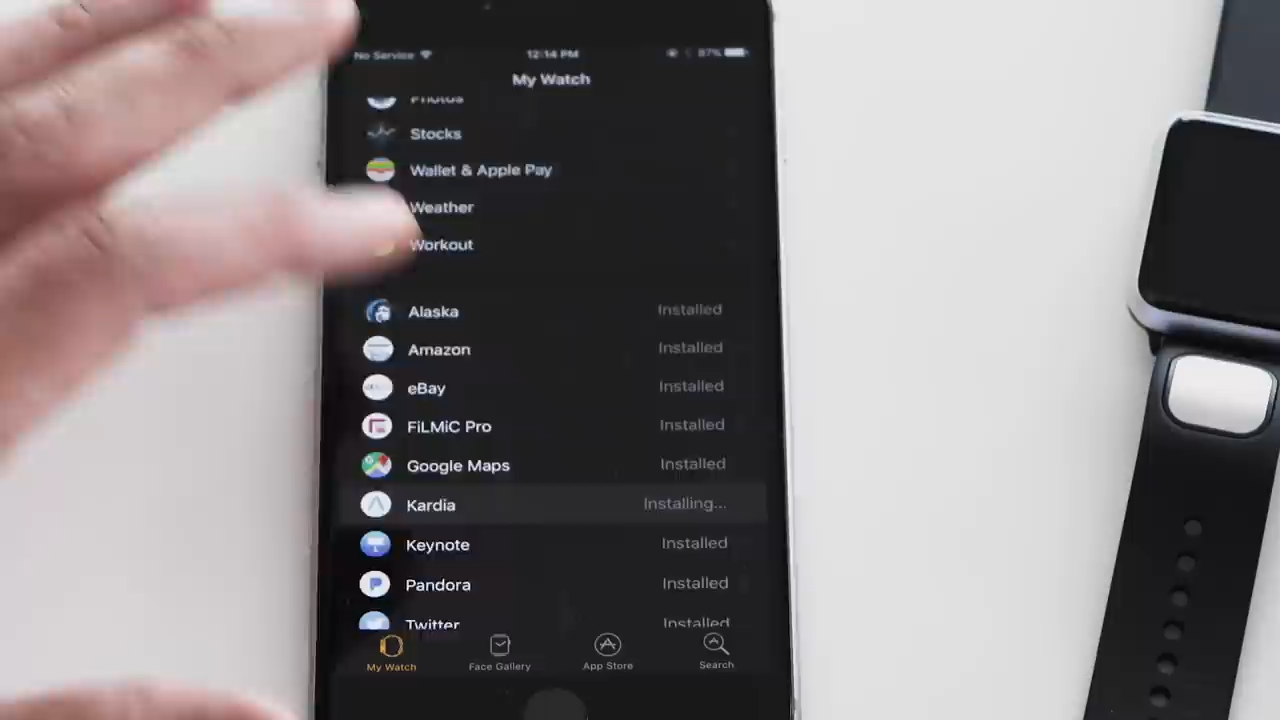 No Service 12:14 PM 87%
My Watch
Photos
Stocks
Wallet & Apple Pay
Weather
Workout
Alaska Installed
Amazon Installed
eBay Installed
FiLMiC Pro Installed
Google Maps Installed
Kardia Installing...
Keynote Installed
Pandora Installed
Twitter Installed
My Watch Face Gallery App Store Search